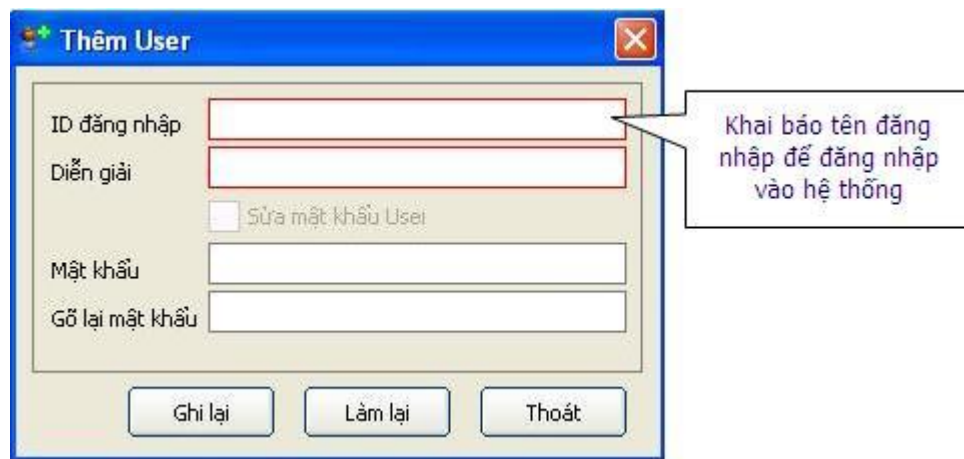 Thêm User
ID đăng nhập
Khai báo tên đăng
nhập để đăng nhập
vào hệ thống
Diễn giải
Sửa mật khẩu User
Mật khẩu
Gõ lại mật khẩu
Ghi lại
Làm lại
Thoát